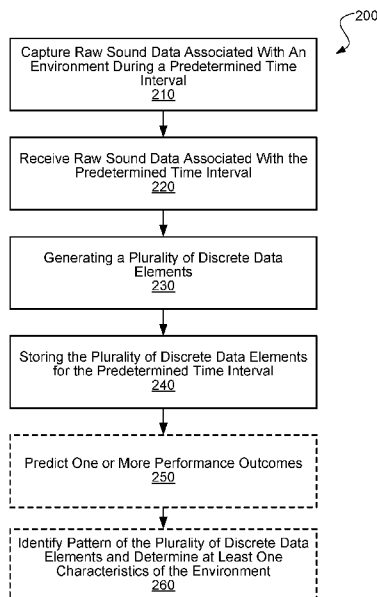 200
Capture Raw Sound Data Associated With An
Environment During a Predetermined Time
Interval
210
Receive Raw Sound Data Associated With the
Predetermined Time Interval
220
Generating a Plurality of Discrete Data
Elements
230
Storing the Plurality of Discrete Data Elements
for the Predetermined Time Interval
240
Predict One or More Performance Outcomes
250
Identify Pattern of the Plurality of Discrete Data
Elements and Determine at Least One
Characteristics of the Environment
260